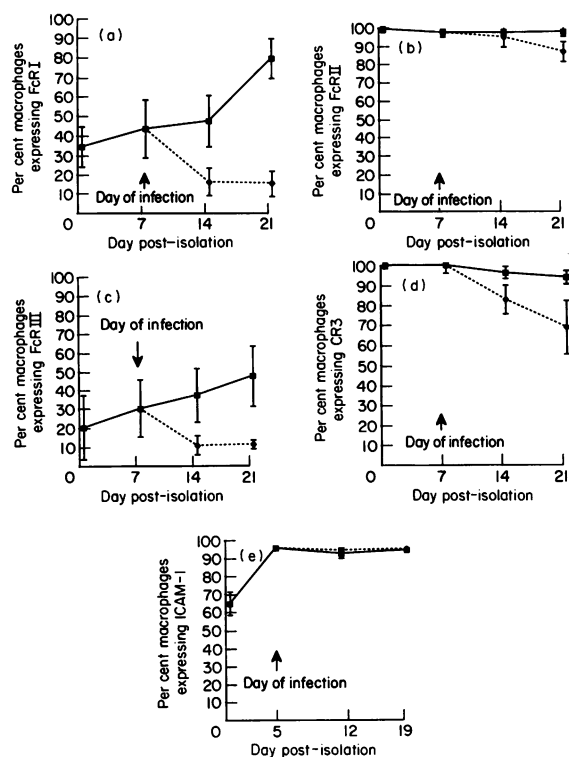 Per cent macrophages
expressing FcRI
(a)
100
90
80
70
60
50
40
30
20
10
0
Day of infection
7 14 21
Day post-isolation
Per cent macrophages
expressing FcRII
(b)
100
90
80
70
60
50
40
30
20
10
0
Day of infection
7 14 21
Day post-isolation
Per cent macrophages
expressing FcRIII
(c)
100
90
80
70
60
50
40
30
20
10
0
Day of infection
7 14 21
Day post-isolation
Per cent macrophages
expressing CR3
(d)
100
90
80
70
60
50
40
30
20
10
0
Day of infection
7 14 21
Day post-isolation
Per cent macrophages
expressing ICAM-1
(e)
100
90
80
70
60
50
40
30
20
10
0
Day of infection
5 12 19
Day post-isolation